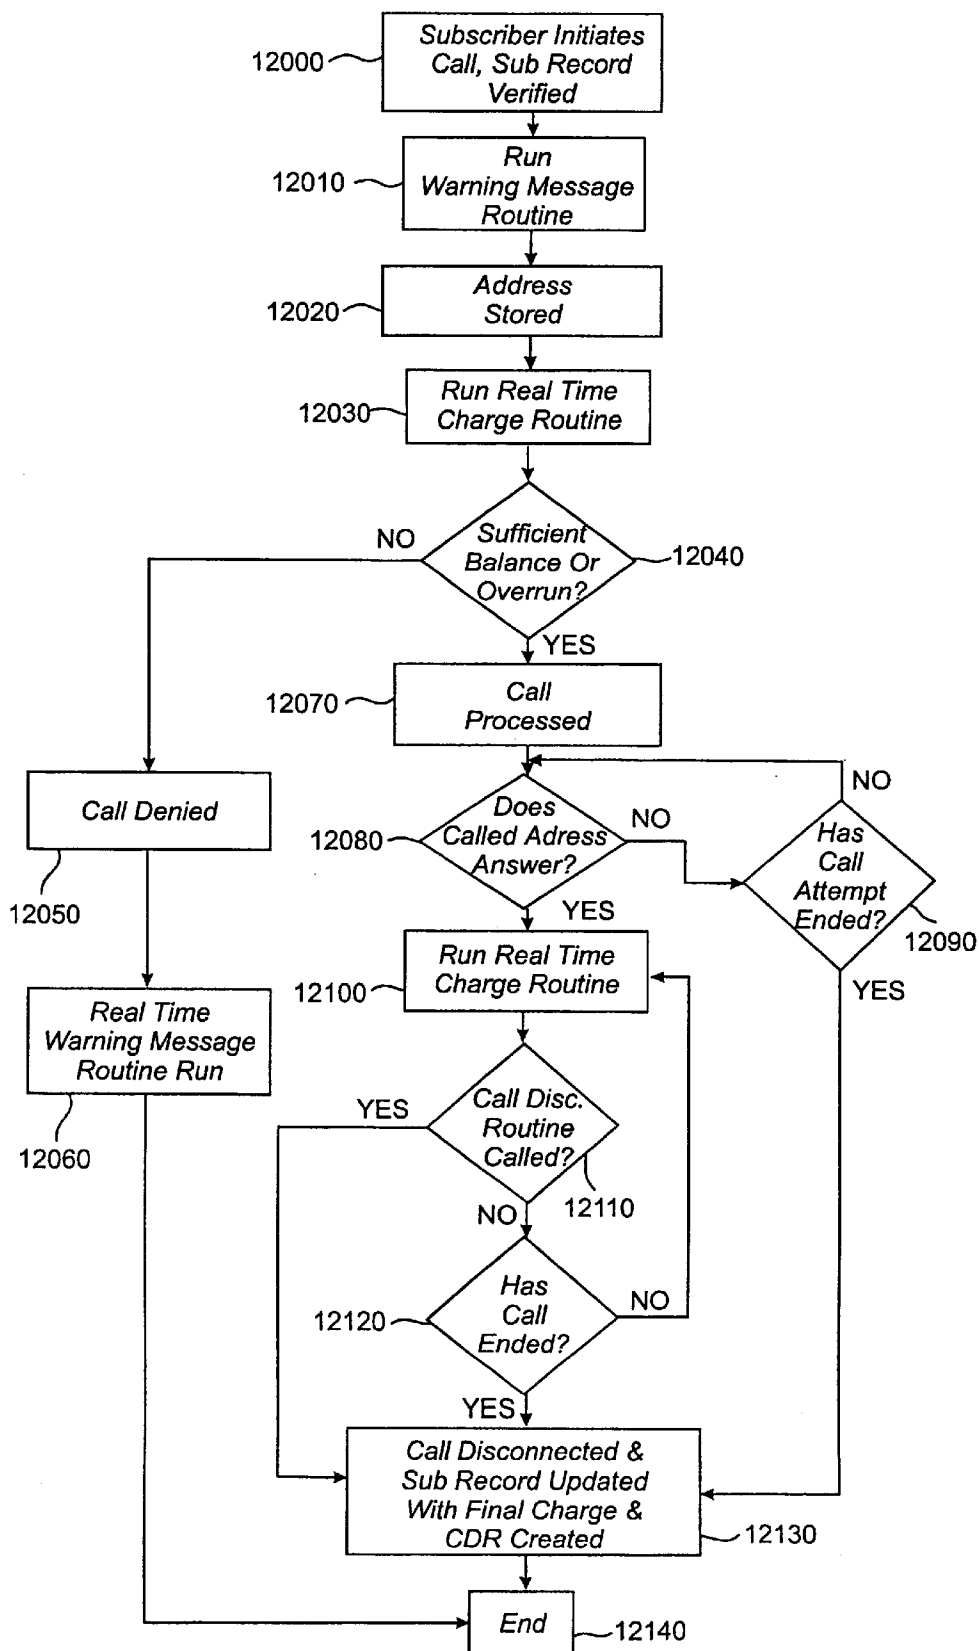 Subscriber Initiates
Call, Sub Record
Verified
12000
Run
Warning Message
Routine
12010
Address
Stored
12020
Run Real Time
Charge Routine
12030
Sufficient
Balance Or
Overrun?
12040
NO
YES
Call
Processed
12070
Call Denied
12050
Does
Called Adress
Answer?
12080
NO
YES
Has
Call
Attempt
Ended?
12090
NO
YES
Run Real Time
Charge Routine
12100
Real Time
Warning Message
Routine Run
12060
Call Disc.
Routine
Called?
12110
YES
NO
Has
Call
Ended?
12120
NO
YES
Call Disconnected &
Sub Record Updated
With Final Charge &
CDR Created
12130
End
12140